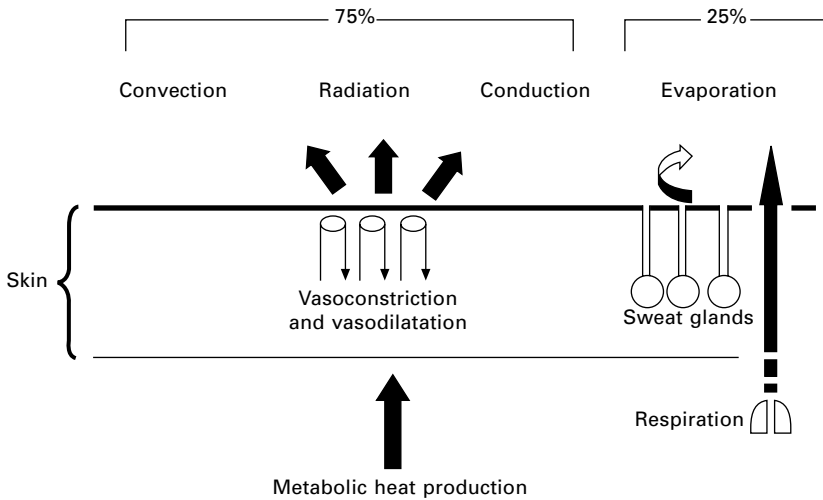 75%
25%
Convection
Radiation
Conduction
Evaporation
Skin
Vasoconstriction
and vasodilatation
Sweat glands
Respiration
Metabolic heat production